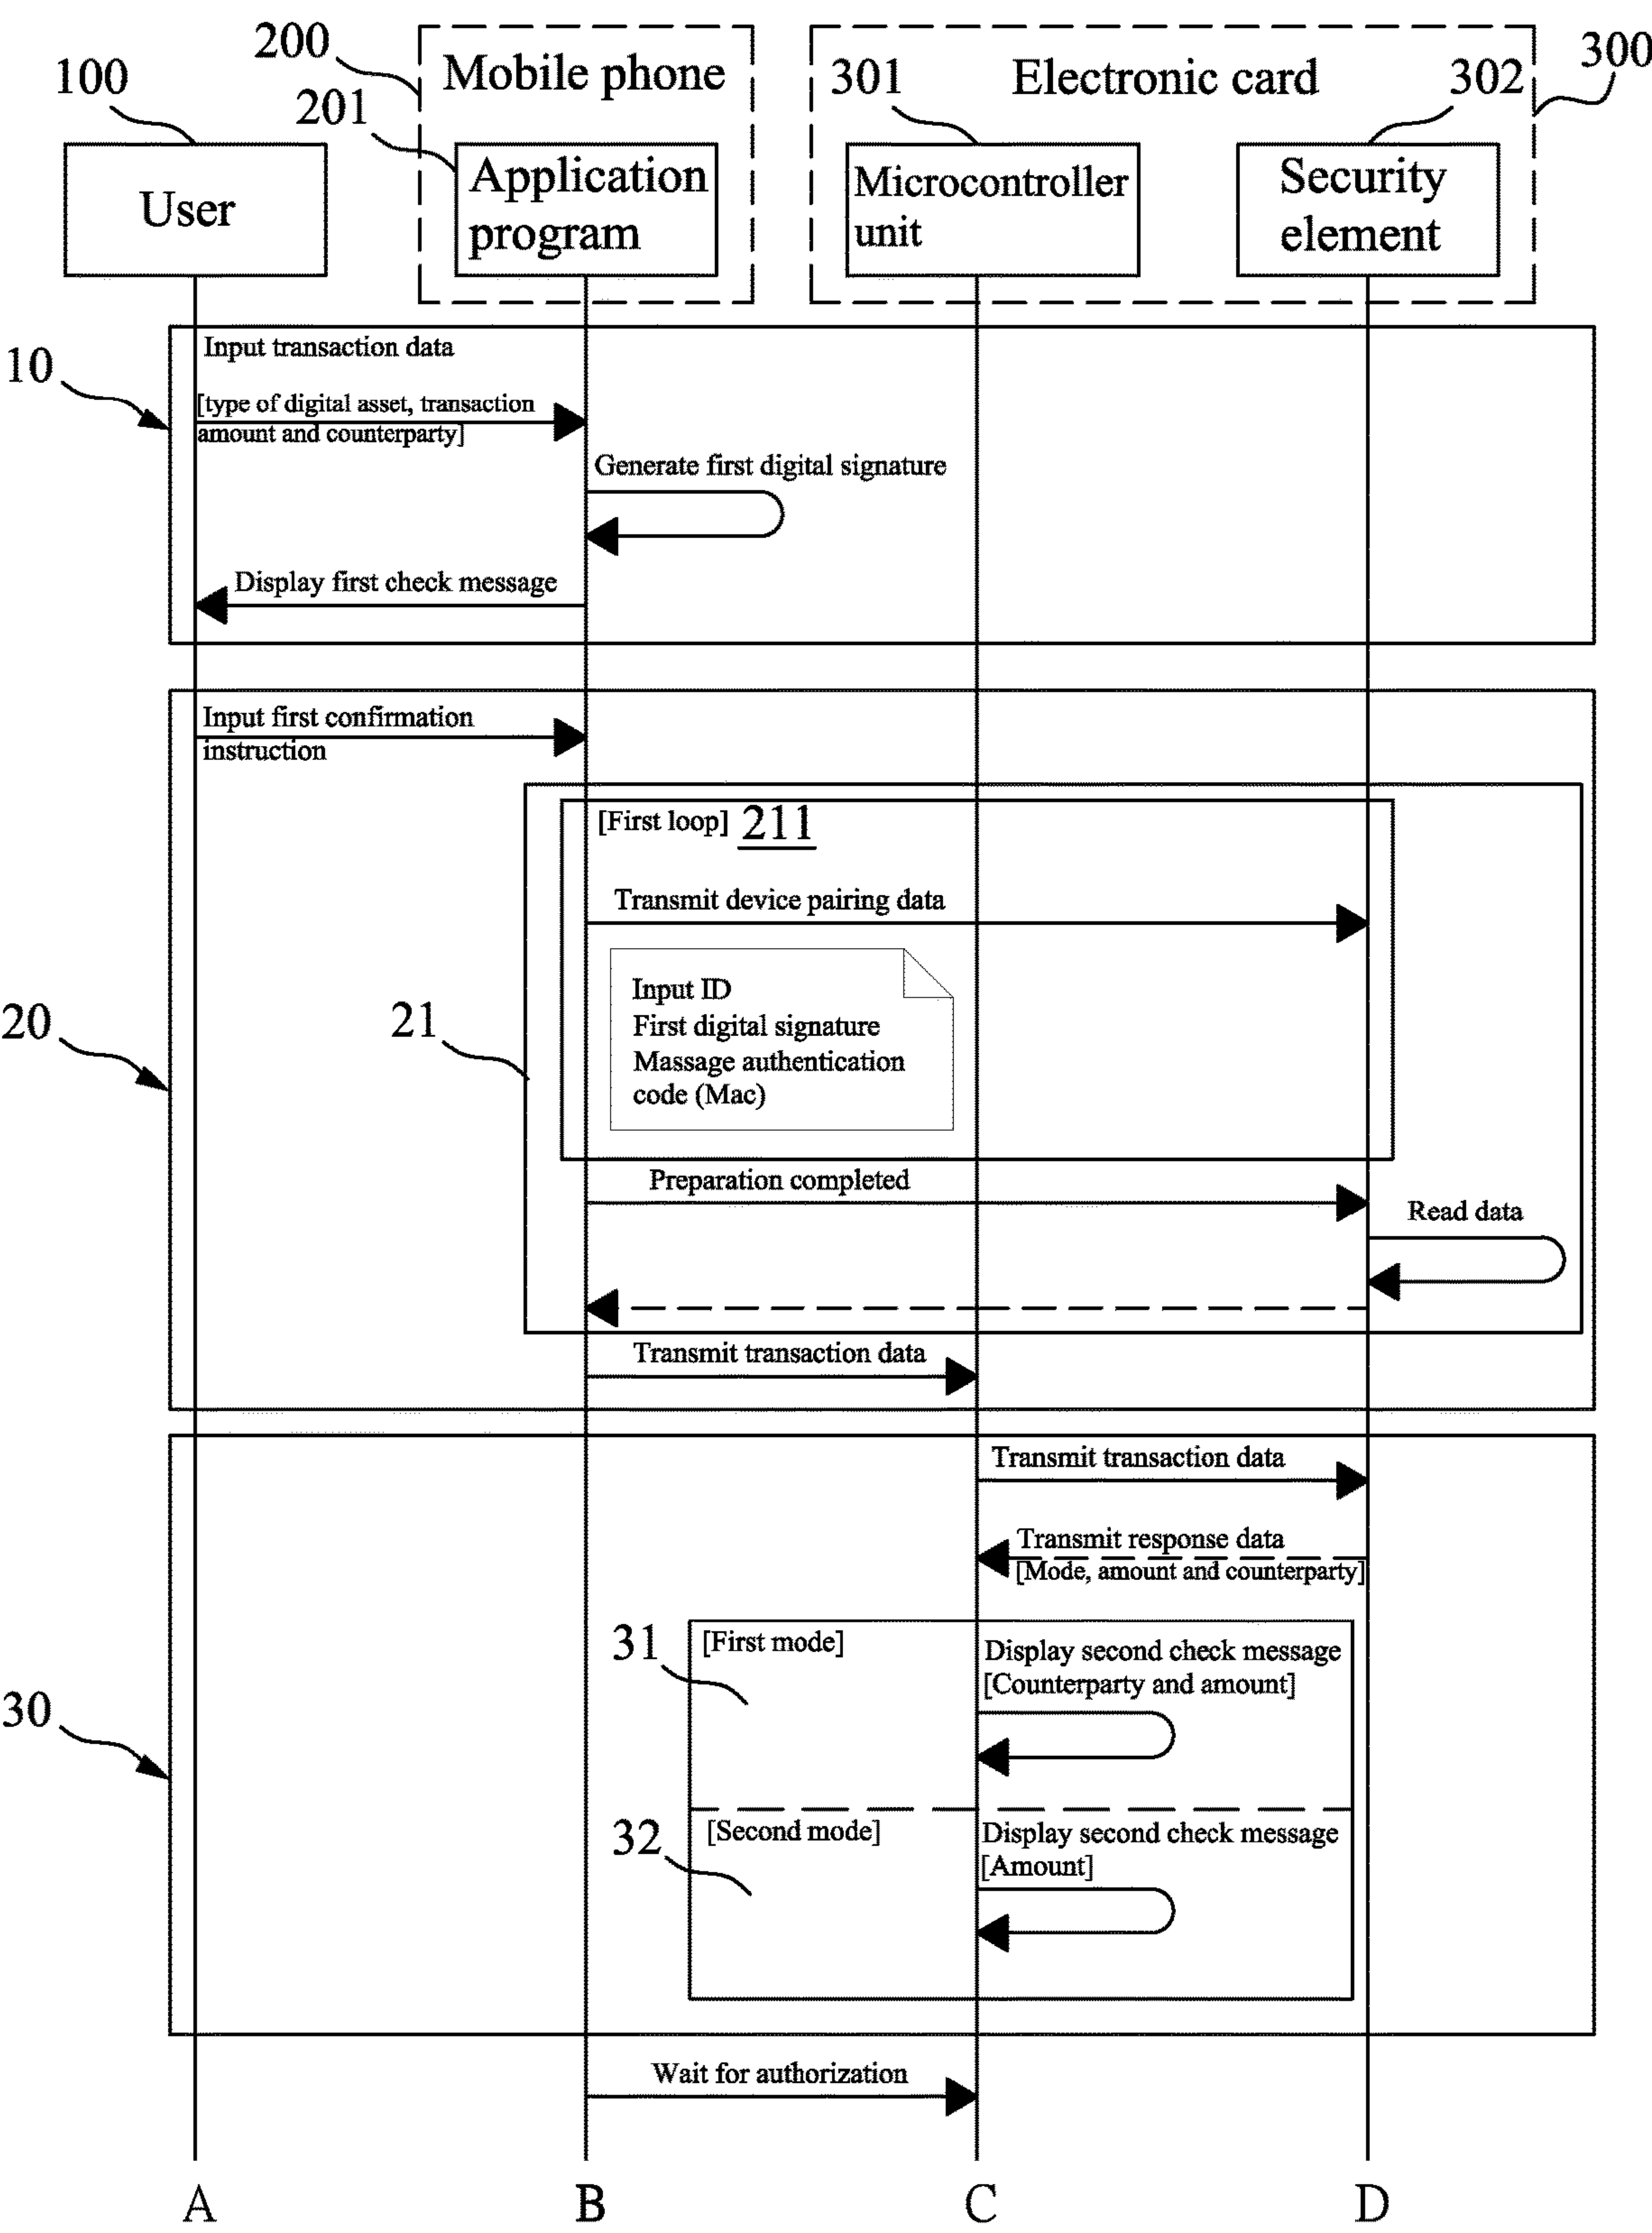 200
Mobile phone
Electronic card
300
100
201
301
302
User
Application
program
Microcontroller
unit
Security
element
10
Input transaction data
[type of digital asset, transaction
amount and counterparty]
Generate first digital signature
Display first check message
20
Input first confirmation
instruction
21
[First loop] 211
Transmit device pairing data
Input ID
First digital signature
Massage authentication
code (Mac)
Preparation completed
Read data
Transmit transaction data
30
Transmit transaction data
Transmit response data
[Mode, amount and counterparty]
31
[First mode]
Display second check message
[Counterparty and amount]
32
[Second mode]
Display second check message
[Amount]
Wait for authorization
A
B
C
D